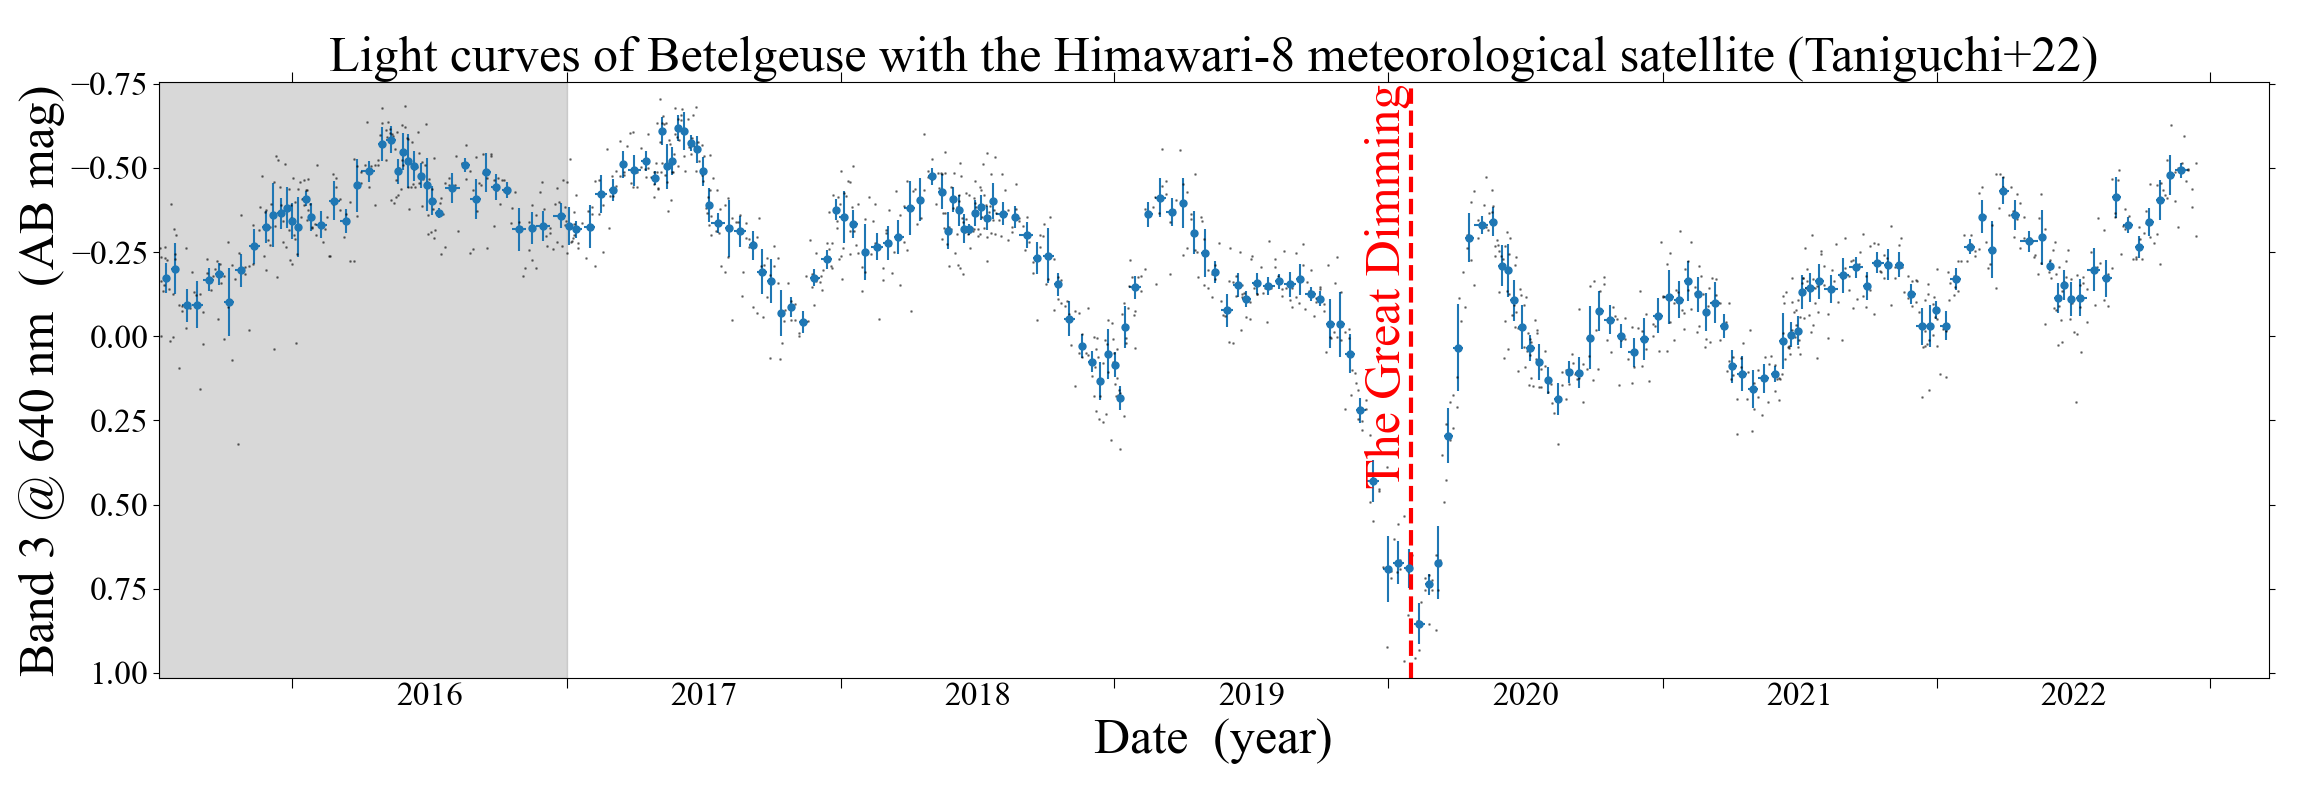 Light curves of Betelgeuse with the Himawari-8 meteorological satellite (Taniguchi+22)
Band 3 @ 640 nm (AB mag)
−0.75
−0.50
−0.25
0.00
0.25
0.50
0.75
1.00
The Great Dimming
2016 2017 2018 2019 2020 2021 2022
Date (year)